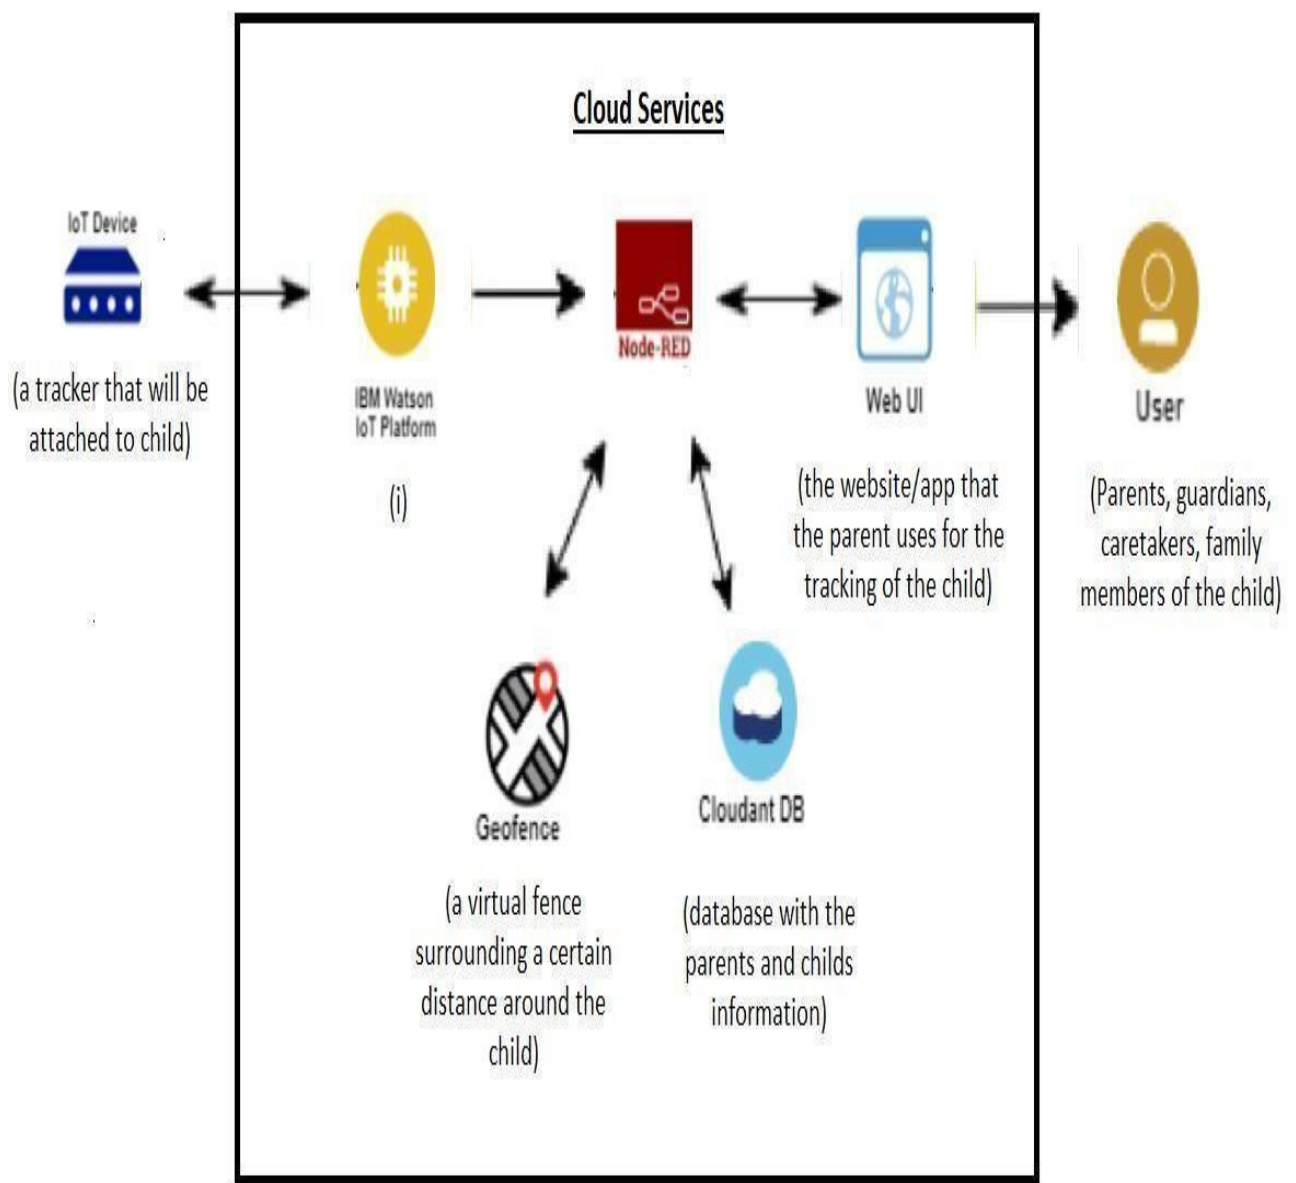 Cloud Services
IoT Device
(a tracker that will be
attached to child)
IBM Watson
IoT Platform
(i)
Node-RED
Web UI
(the website/app that
the parent uses for the
tracking of the child)
User
(Parents, guardians,
caretakers, family
members of the child)
Geofence
(a virtual fence
surrounding a certain
distance around the
child)
Cloudant DB
(database with the
parents and childs
information)